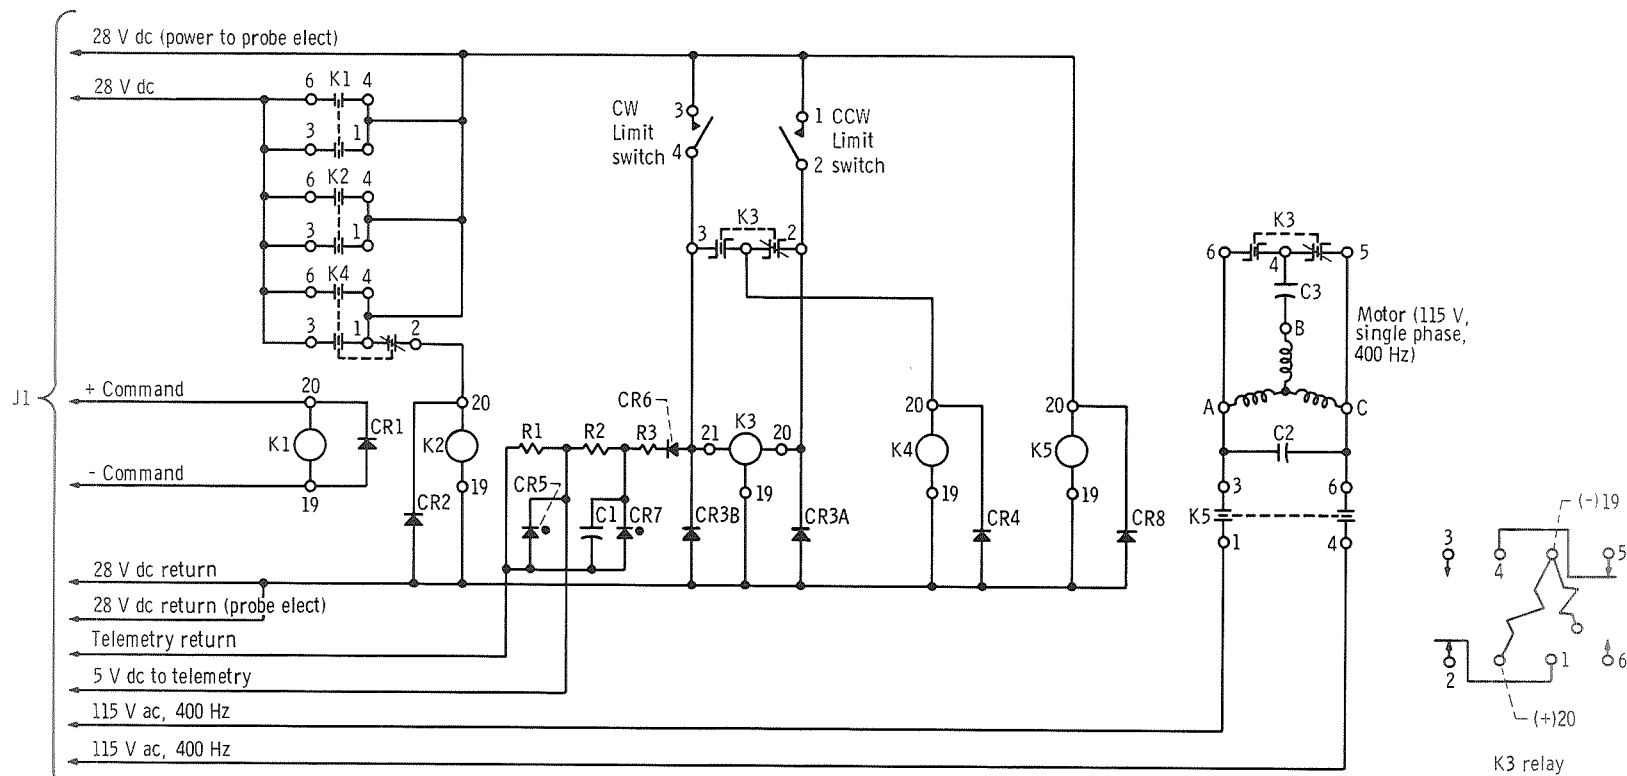 28 V dc (power to probe elect)
28 V dc
6 K1 4
3 1
6 K2 4
3 1
6 K4 4
3 1 2
CW
Limit
switch
3
4
1 CCW
Limit
2 switch
3 K3 2
K3
6 4 5
C3
B
Motor (115 V,
single phase,
400 Hz)
A C
C2
3 6
K5
1 4
J1
+ Command
20
K1
CR1
- Command
19
20
K2
19
CR2
R1 R2 R3
CR6
21 K3 20
19
CR5
C1 CR7
CR3B
CR3A
20
K4
19
CR4
20
K5
19
CR8
28 V dc return
28 V dc return (probe elect)
Telemetry return
5 V dc to telemetry
115 V ac, 400 Hz
115 V ac, 400 Hz
(-)19
3 4 5
2 1 6
(+)20
K3 relay